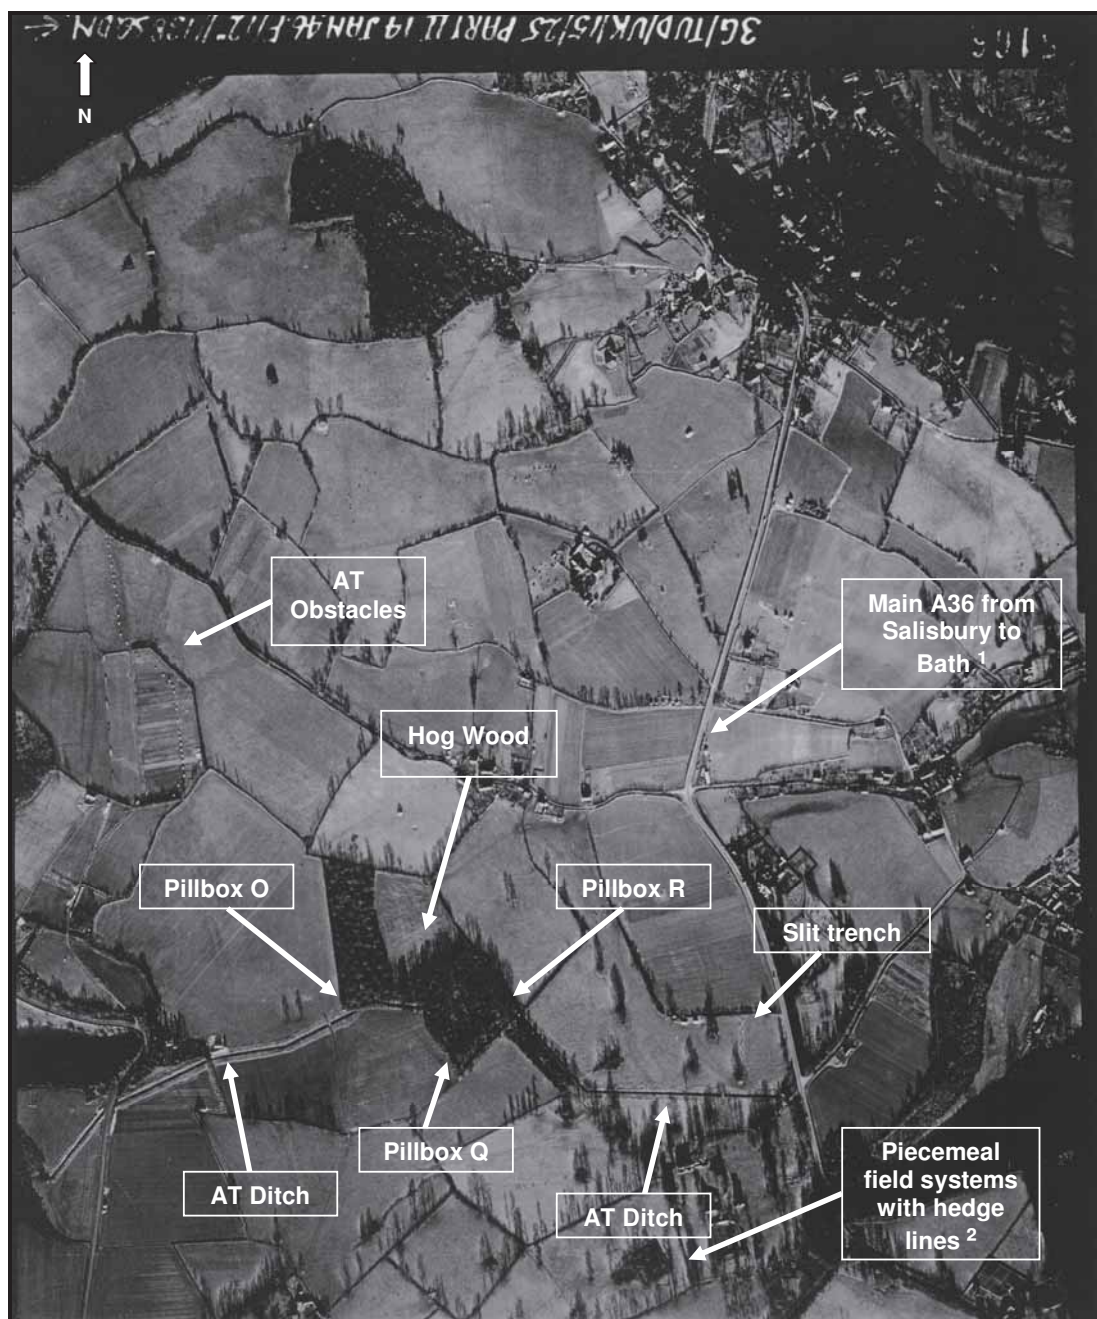 3G/TUD/UK/15/25 PART II 14 JAN.46. F/12"//138 SQDN
N
AT
Obstacles
Main A36 from
Salisbury to
Bath 1
Hog Wood
Pillbox O
Pillbox R
Slit trench
Pillbox Q
AT Ditch
AT Ditch
Piecemeal
field systems
with hedge
lines 2